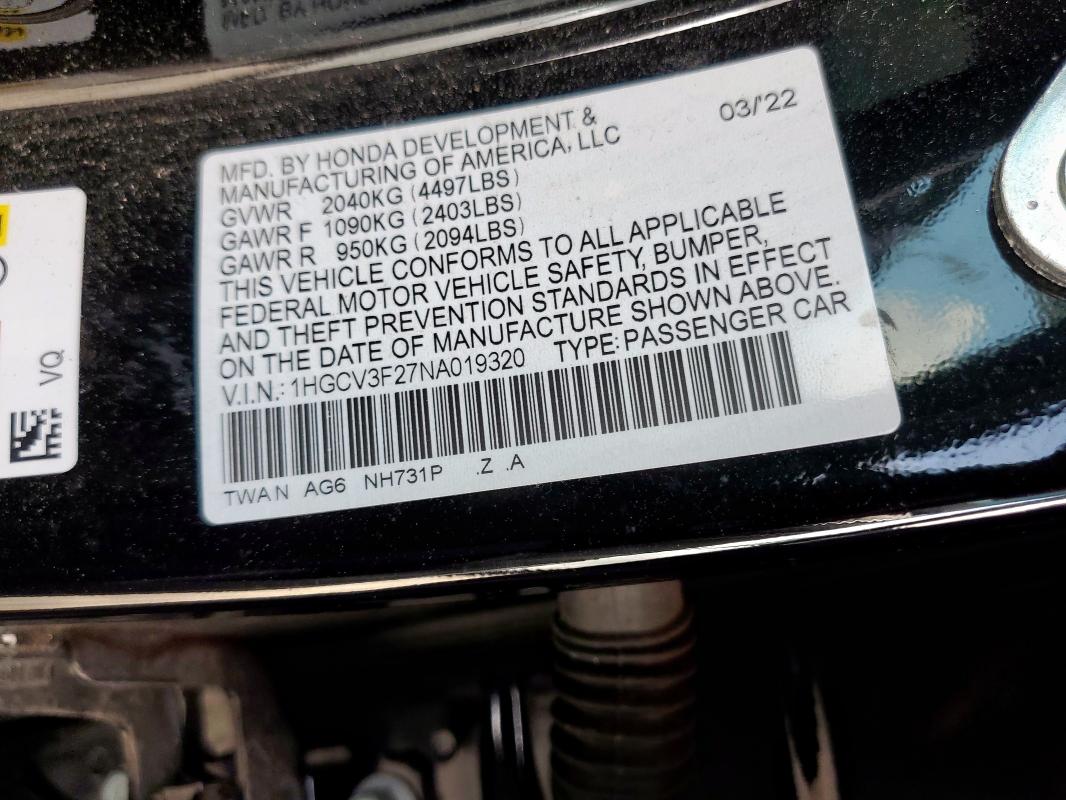 MFD. BY HONDA DEVELOPMENT & 03/'22
MANUFACTURING OF AMERICA, LLC
GVWR 2040KG (4497LBS)
GAWR F 1090KG (2403LBS)
GAWR R 950KG (2094LBS)
THIS VEHICLE CONFORMS TO ALL APPLICABLE
FEDERAL MOTOR VEHICLE SAFETY, BUMPER,
AND THEFT PREVENTION STANDARDS IN EFFECT
ON THE DATE OF MANUFACTURE SHOWN ABOVE.
V.I.N.: 1HGCV3F27NA019320 TYPE: PASSENGER CAR
TWAN AG6 NH731P .Z .A
VQ